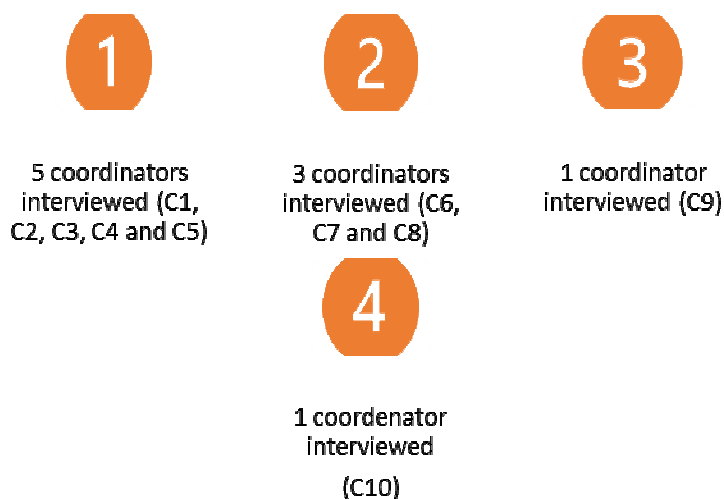 1
5 coordinators
interviewed (C1,
C2, C3, C4 and C5)
2
3 coordinators
interviewed (C6,
C7 and C8)
3
1 coordinator
interviewed (C9)
4
1 coordenator
interviewed
(C10)